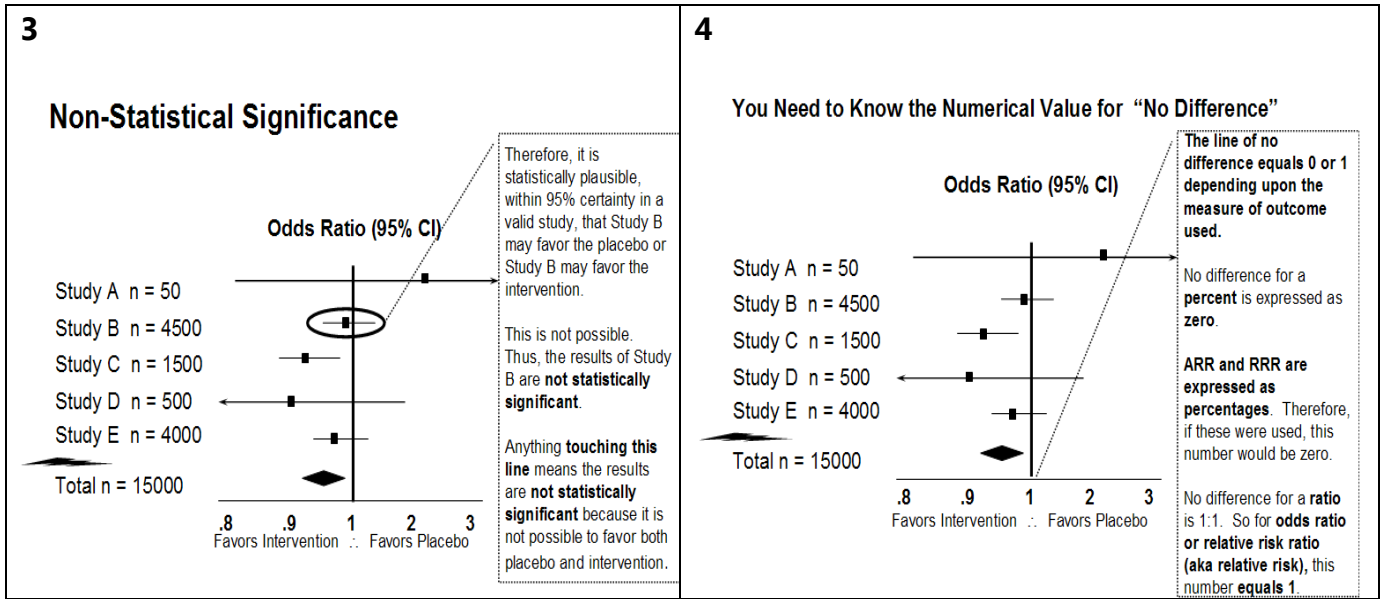 3
Non-Statistical Significance
Therefore, it is
statistically plausible,
within 95% certainty in a
valid study, that Study B
may favor the placebo or
Study B may favor the
intervention.
This is not possible.
Thus, the results of Study
B are not statistically
significant.
Anything touching this
line means the results
are not statistically
significant because it is
not possible to favor both
placebo and intervention.
Odds Ratio (95% CI)
Study A n = 50
Study B n = 4500
Study C n = 1500
Study D n = 500
Study E n = 4000
Total n = 15000
.8 .9 1 2 3
Favors Intervention ∴ Favors Placebo
4
You Need to Know the Numerical Value for “No Difference”
The line of no
difference equals 0 or 1
depending upon the
measure of outcome
used.
No difference for a
percent is expressed as
zero.
ARR and RRR are
expressed as
percentages. Therefore,
if these were used, this
number would be zero.
No difference for a ratio
is 1:1. So for odds ratio
or relative risk ratio
(aka relative risk), this
number equals 1.
Odds Ratio (95% CI)
Study A n = 50
Study B n = 4500
Study C n = 1500
Study D n = 500
Study E n = 4000
Total n = 15000
.8 .9 1 2 3
Favors Intervention ∴ Favors Placebo